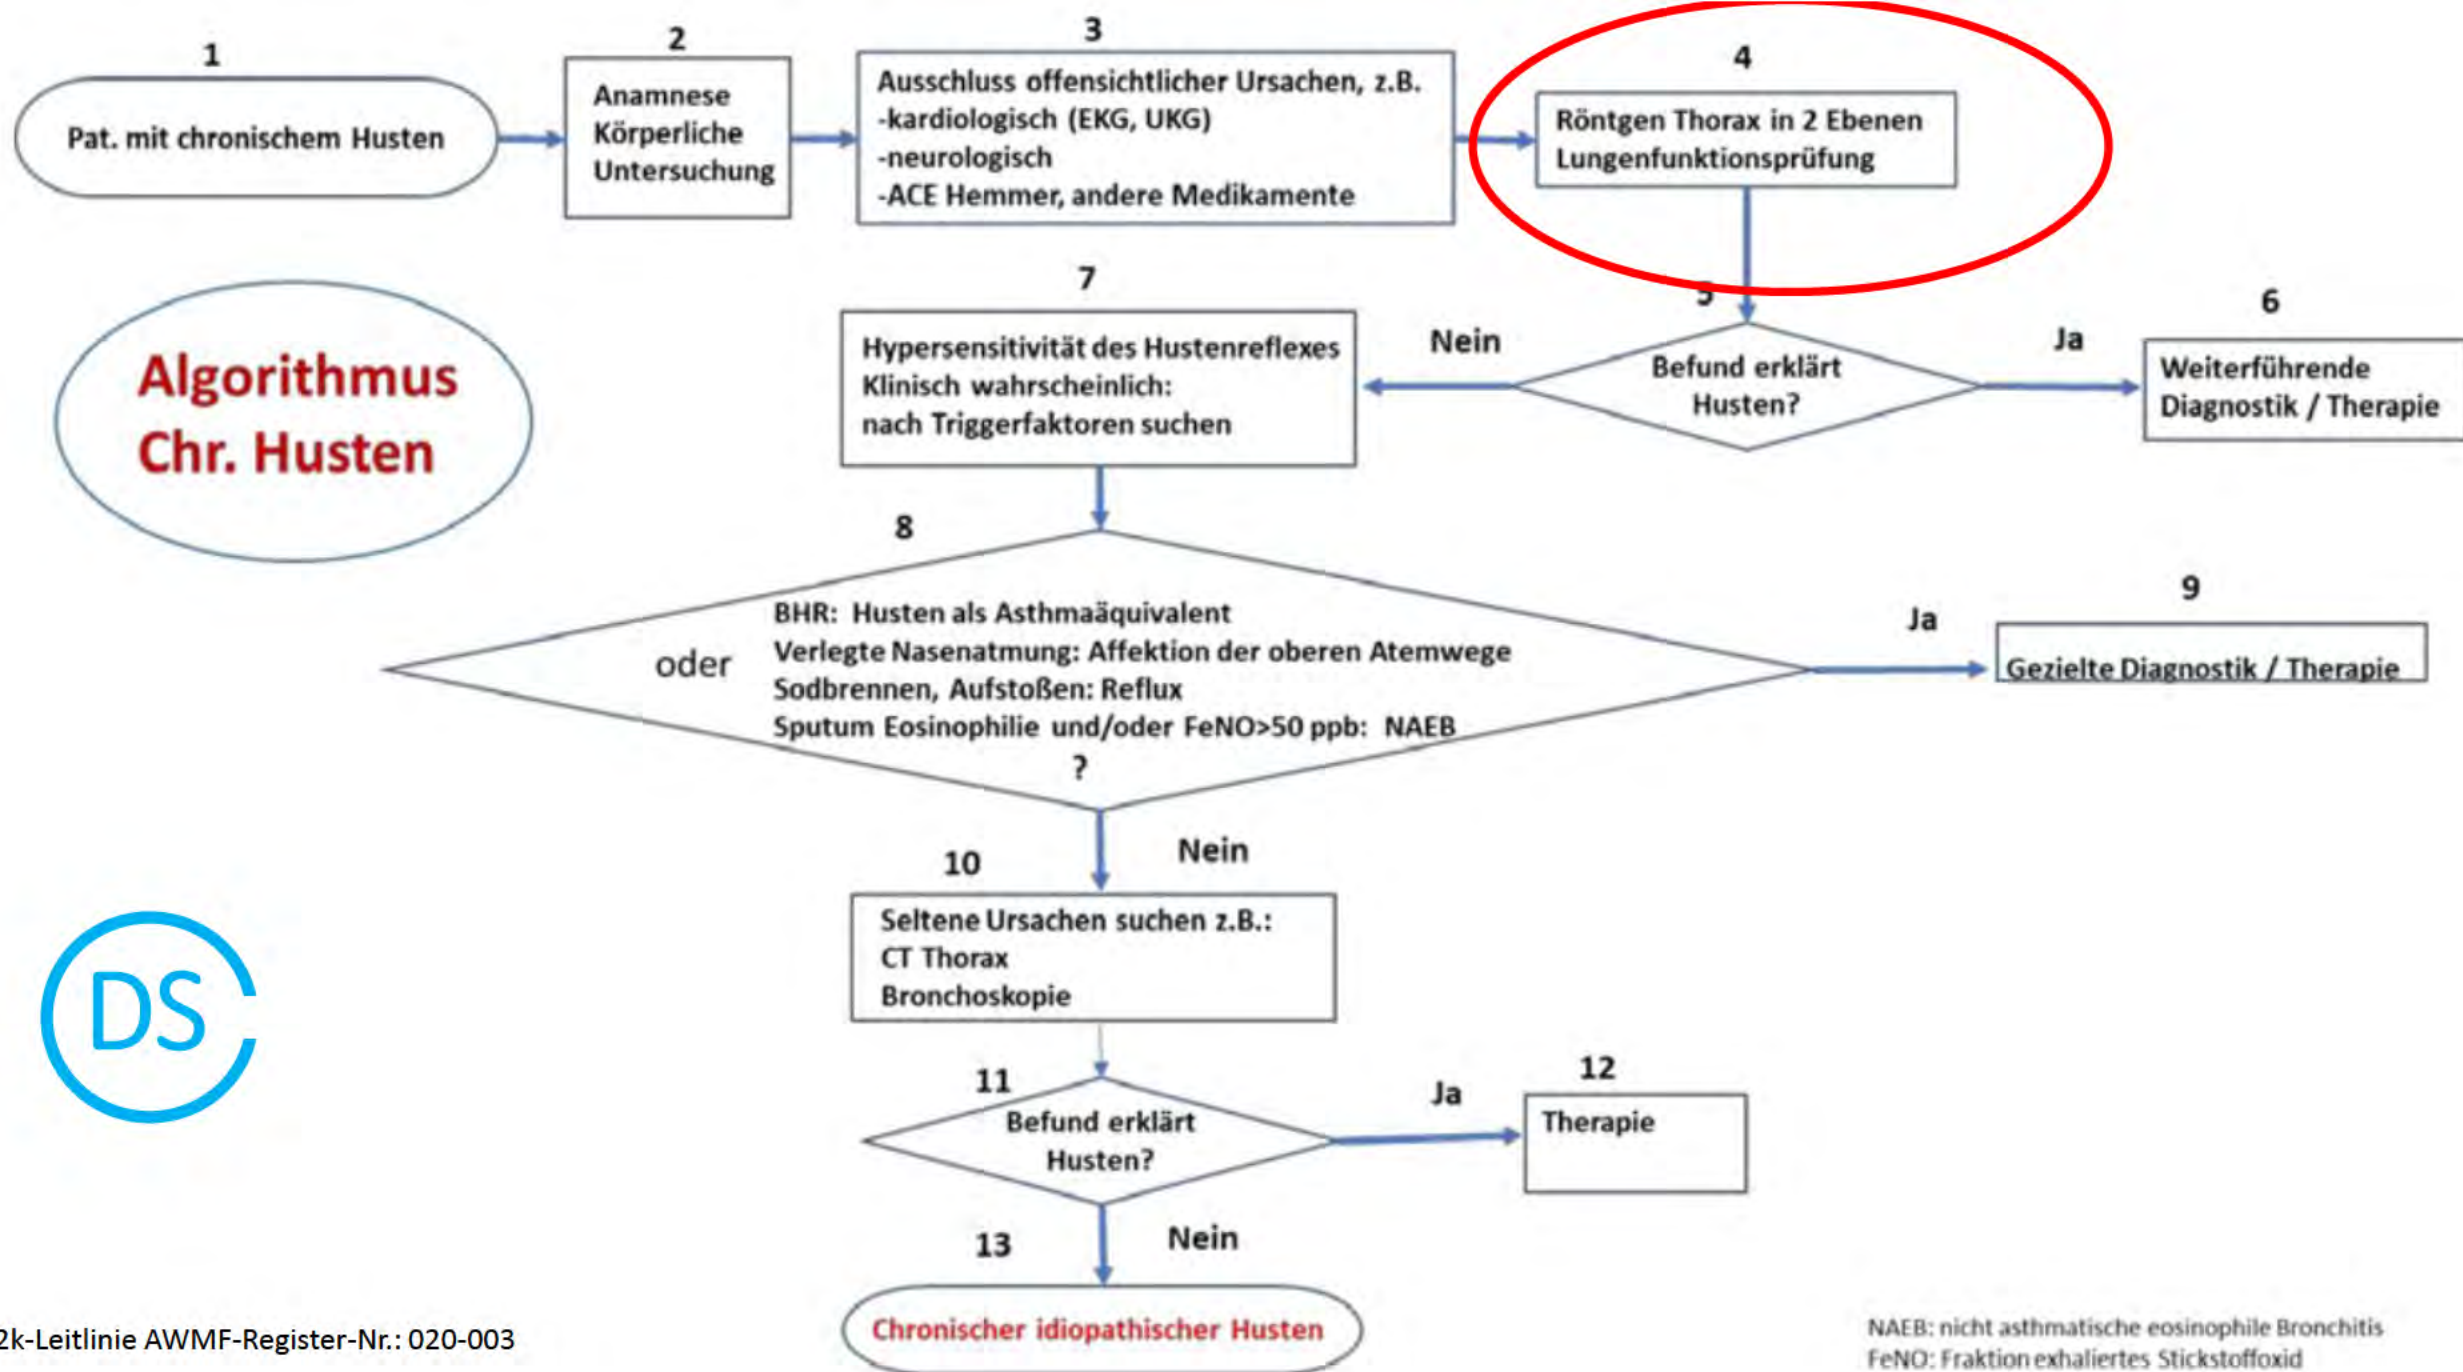 1
Pat. mit chronischem Husten
2
Anamnese
Körperliche
Untersuchung
3
Ausschluss offensichtlicher Ursachen, z.B.
-kardiologisch (EKG, UKG)
-neurologisch
-ACE Hemmer, andere Medikamente
4
Röntgen Thorax in 2 Ebenen
Lungenfunktionsprüfung
5
Befund erklärt
Husten?
Ja
6
Weiterführende
Diagnostik / Therapie
Nein
7
Hypersensitivität des Hustenreflexes
Klinisch wahrscheinlich:
nach Triggerfaktoren suchen
Algorithmus
Chr. Husten
8
oder
BHR: Husten als Asthmaäquivalent
Verlegte Nasenatmung: Affektion der oberen Atemwege
Sodbrennen, Aufstoßen: Reflux
Sputum Eosinophilie und/oder FeNO>50 ppb: NAEB
?
Ja
9
Gezielte Diagnostik / Therapie
Nein
10
Seltene Ursachen suchen z.B.:
CT Thorax
Bronchoskopie
DS
11
Befund erklärt
Husten?
Ja
12
Therapie
Nein
13
Chronischer idiopathischer Husten
2k-Leitlinie AWMF-Register-Nr.: 020-003
NAEB: nicht asthmatische eosinophile Bronchitis
FeNO: Fraktion exhaliertes Stickstoffoxid